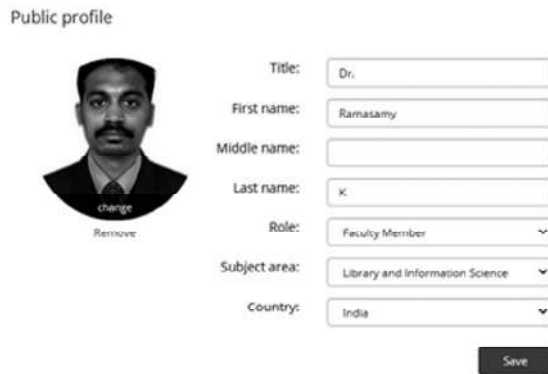 Public profile
Title: Dr.
First name: Ramasamy
Middle name:
Last name: K
Role: Faculty Member
Subject area: Library and Information Science
Country: India
change
Remove
Save